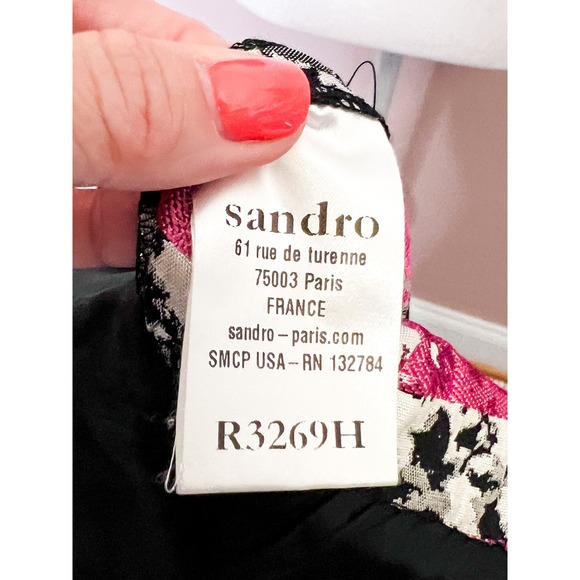 sandro
61 rue de turenne
75003 Paris
FRANCE
sandro-paris.com
SMCP USA-RN 132784
R3269H